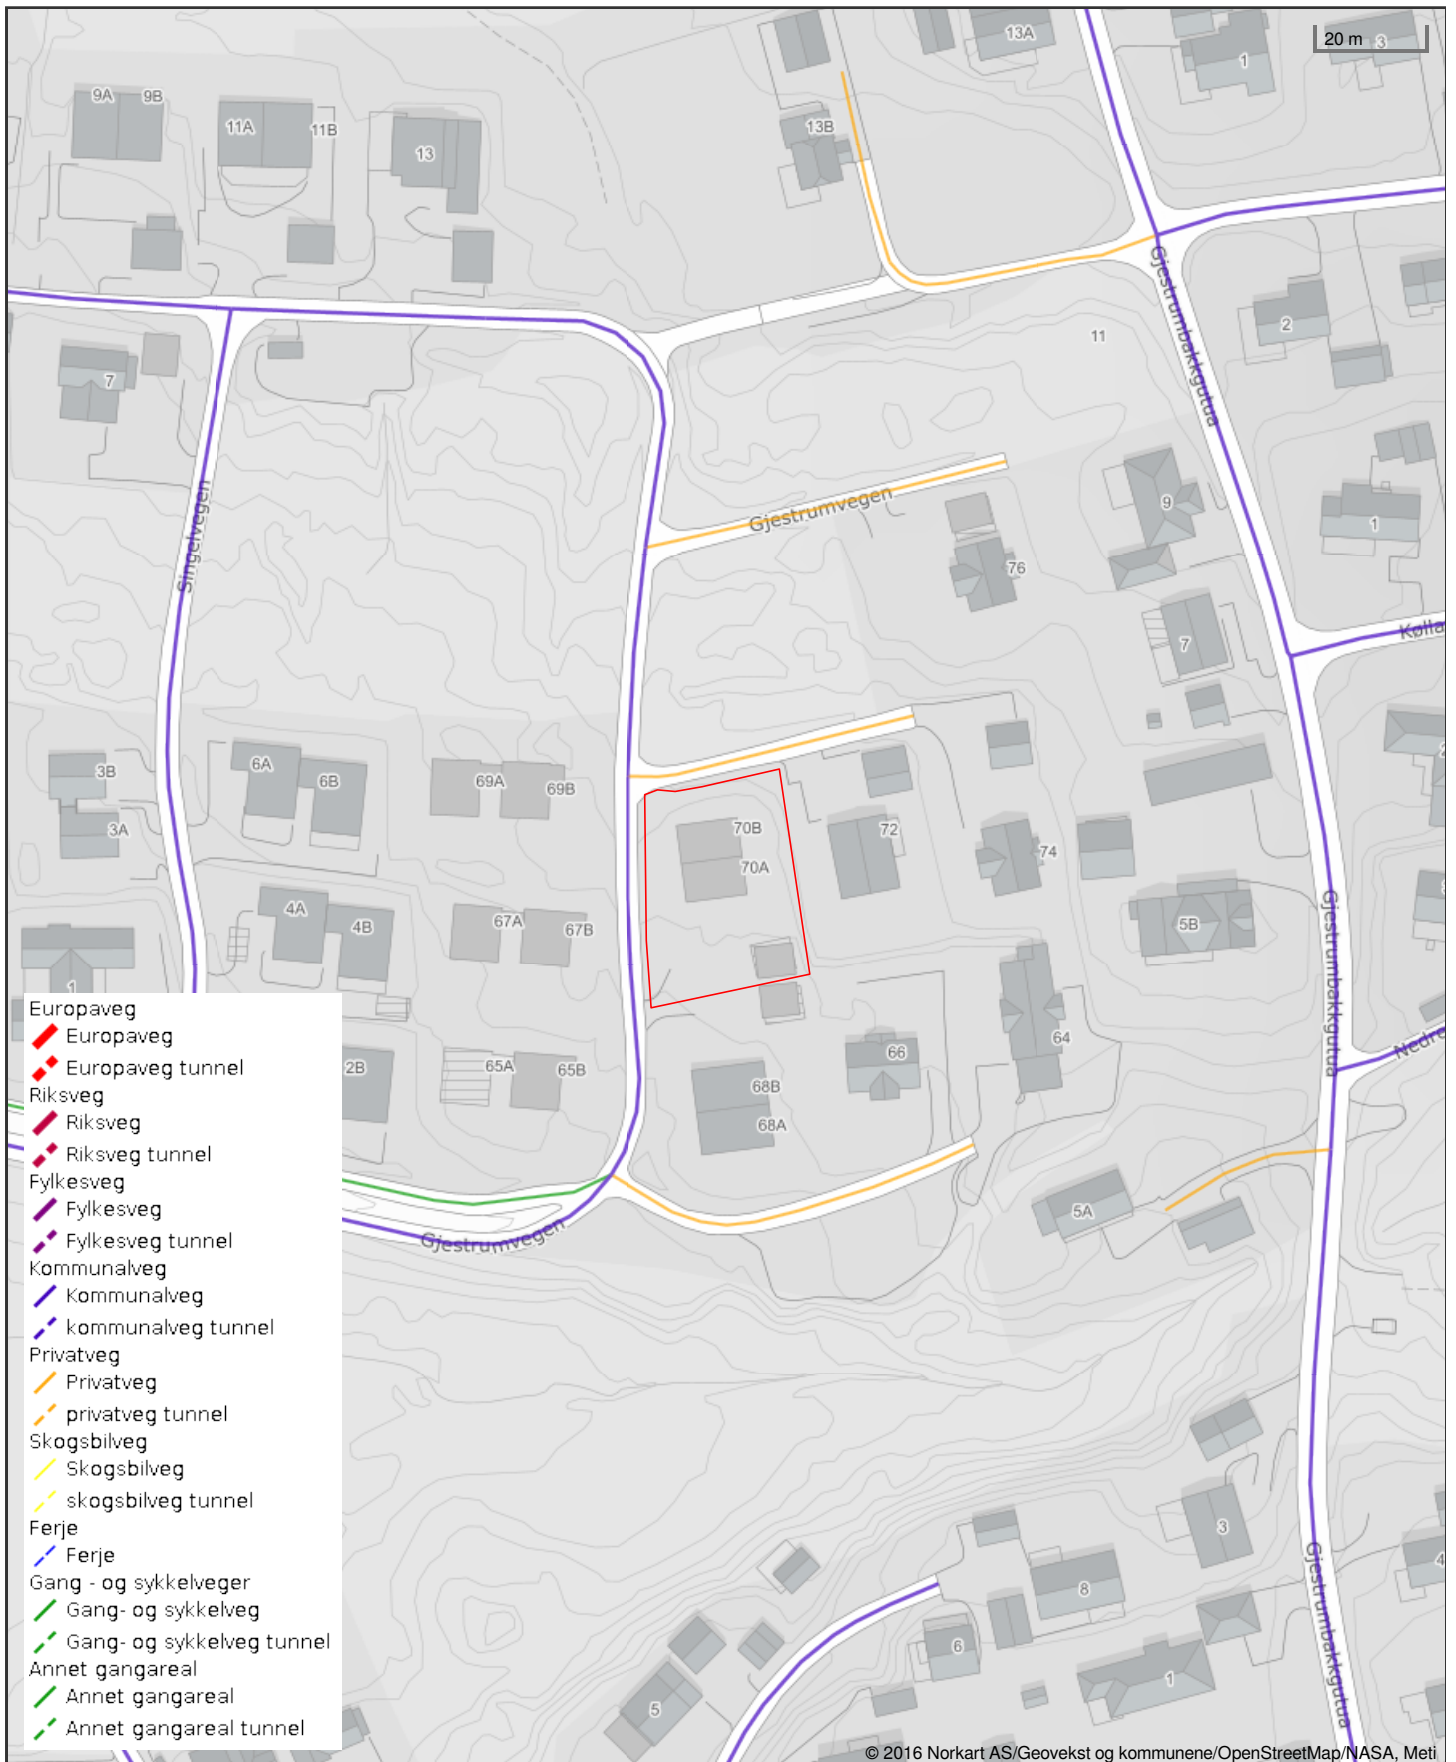 20 m
3
13A
1
9A
9B
11A
11B
13
13B
Gjestrumbakkgutua
2
11
7
Singelvegen
Gjestrumvegen
9
1
76
7
3B
3A
6A
6B
69A
69B
70B
70A
72
74
4A
4B
67A
67B
5B
Gjestrumbakkgutua
1
2B
65A
65B
68B
68A
66
64
5A
Gjestrumvegen
Europaveg
Europaveg
Europaveg tunnel
Riksveg
Riksveg
Riksveg tunnel
Fylkesveg
Fylkesveg
Fylkesveg tunnel
Kommunalveg
Kommunalveg
kommunalveg tunnel
Privatveg
Privatveg
privatveg tunnel
Skogsbilveg
Skogsbilveg
skogsbilveg tunnel
Ferje
Ferje
Gang - og sykkelveger
Gang- og sykkelveg
Gang- og sykkelveg tunnel
Annet gangareal
Annet gangareal
Annet gangareal tunnel
3
8
6
1
5
4
Gjestrumbakkgutua
© 2016 Norkart AS/Geovekst og kommunene/OpenStreetMap/NASA, Meti